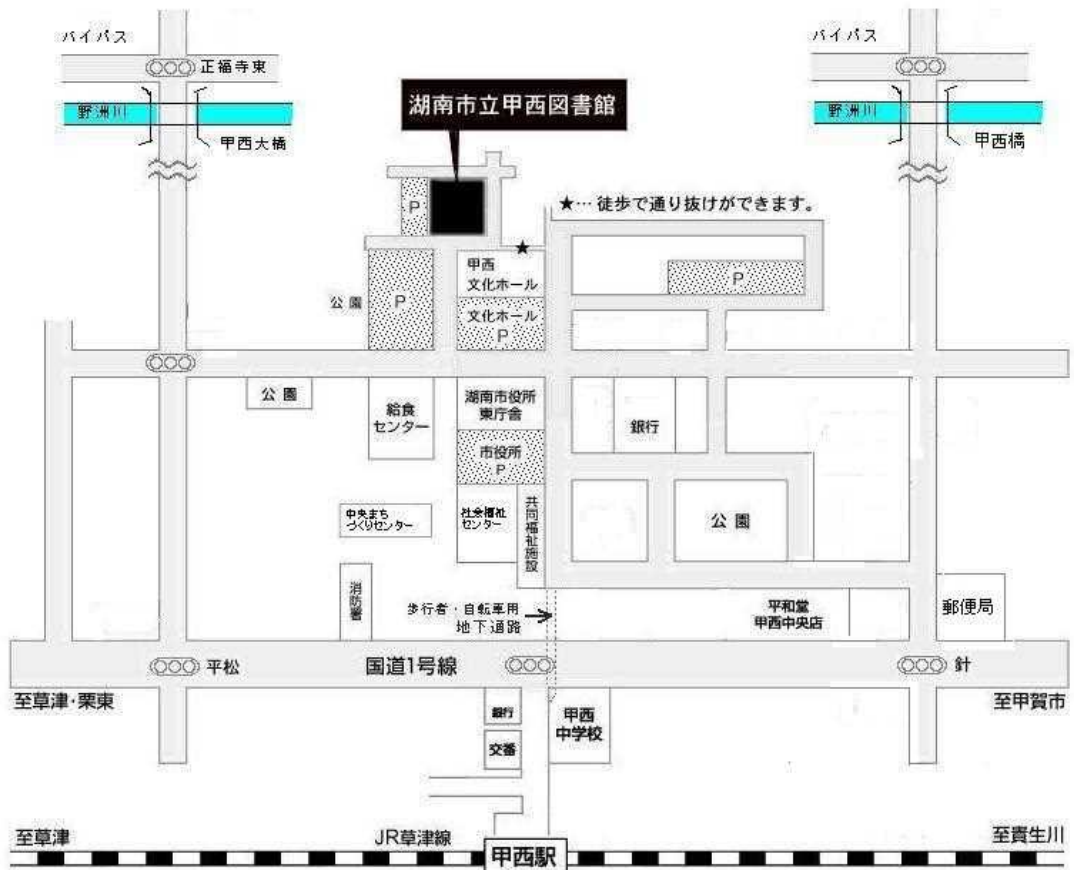 バイパス
正福寺東
野洲川
甲西大橋
湖南市立甲西図書館
バイパス
野洲川
甲西橋
P
★…徒歩で通り抜けができます。
★
甲西
文化ホール
P
公園
P
文化ホール
P
公園
給食
センター
湖南市役所
東庁舎
銀行
市役所
P
中央まち
づくりセンター
社会福祉
センター
共同福祉施設
公園
消防署
歩行者・自転車用
地下通路
平和堂
甲西中央店
郵便局
平松
国道1号線
針
至草津・栗東
至甲賀市
銀行
甲西
中学校
交番
至草津
JR草津線
至貴生川
甲西駅